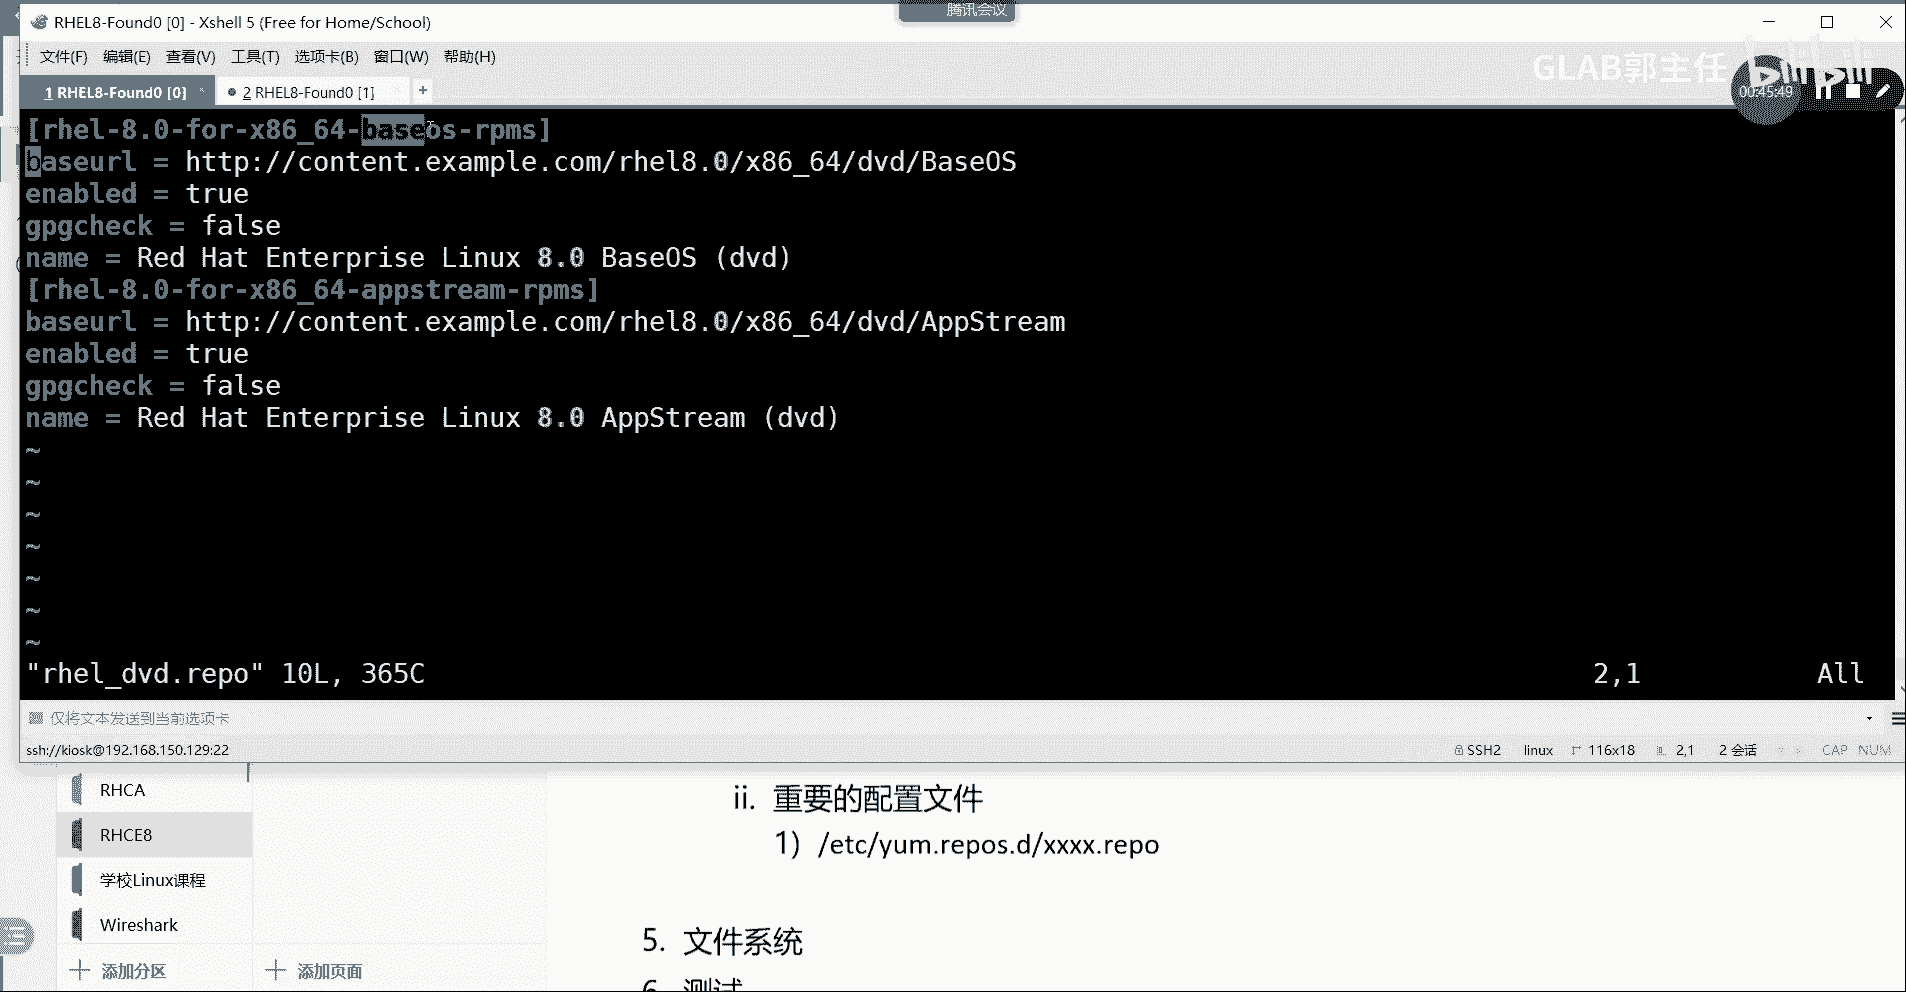 腾讯会议
RHEL8-Found0 [0] - Xshell 5 (Free for Home/School)
文件(F) 编辑(E) 查看(V) 工具(T) 选项卡(B) 窗口(W) 帮助(H)
GLAB郭主任 bilibili
00:45:49
1 RHEL8-Found0 [0] × 2 RHEL8-Found0 [1] × +
[rhel-8.0-for-x86_64-baseos-rpms]
baseurl = http://content.example.com/rhel8.0/x86_64/dvd/BaseOS
enabled = true
gpgcheck = false
name = Red Hat Enterprise Linux 8.0 BaseOS (dvd)
[rhel-8.0-for-x86_64-appstream-rpms]
baseurl = http://content.example.com/rhel8.0/x86_64/dvd/AppStream
enabled = true
gpgcheck = false
name = Red Hat Enterprise Linux 8.0 AppStream (dvd)
~
~
~
~
~
~
~
"rhel_dvd.repo" 10L, 365C 2,1 All
仅将文本发送到当前选项卡
ssh://kiosk@192.168.150.129:22 SSH2 linux 116x18 2,1 2 会话 CAP NUM
RHCA
RHCE8
学校Linux课程
Wireshark
添加分区 添加页面
ii. 重要的配置文件
1) /etc/yum.repos.d/xxxx.repo
5. 文件系统
6. 测试